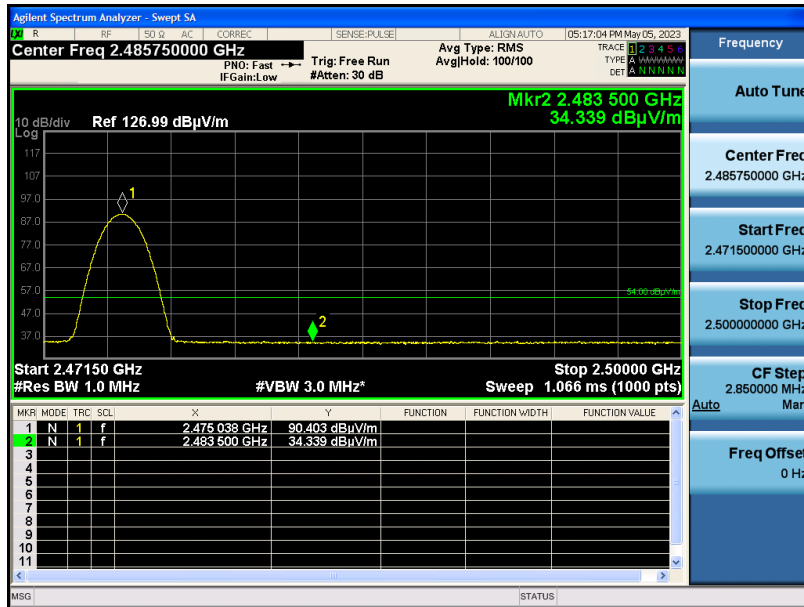 Agilent Spectrum Analyzer - Swept SA
LXI R RF 50 Ω AC CORREC SENSE:PULSE ALIGN AUTO 05:17:04 PM May 05, 2023
Center Freq 2.485750000 GHz
PNO: Fast
IFGain:Low
Trig: Free Run
#Atten: 30 dB
Avg Type: RMS
Avg|Hold: 100/100
TRACE 1 2 3 4 5 6
TYPE A WWWWW
DET A N N N N N
Mkr2 2.483 500 GHz
34.339 dBμV/m
10 dB/div Ref 126.99 dBμV/m
Log
117
107
97.0
87.0
77.0
67.0
57.0
47.0
37.0
1
2
54.00 dBμV/m
Start 2.47150 GHz Stop 2.50000 GHz
#Res BW 1.0 MHz #VBW 3.0 MHz* Sweep 1.066 ms (1000 pts)
MKR MODE TRC SCL X Y FUNCTION FUNCTION WIDTH FUNCTION VALUE
1 N 1 f 2.475 038 GHz 90.403 dBμV/m
2 N 1 f 2.483 500 GHz 34.339 dBμV/m
3
4
5
6
7
8
9
10
11
MSG STATUS
Frequency
Auto Tune
Center Freq
2.485750000 GHz
Start Freq
2.471500000 GHz
Stop Freq
2.500000000 GHz
CF Step
2.850000 MHz
Auto Man
Freq Offset
0 Hz